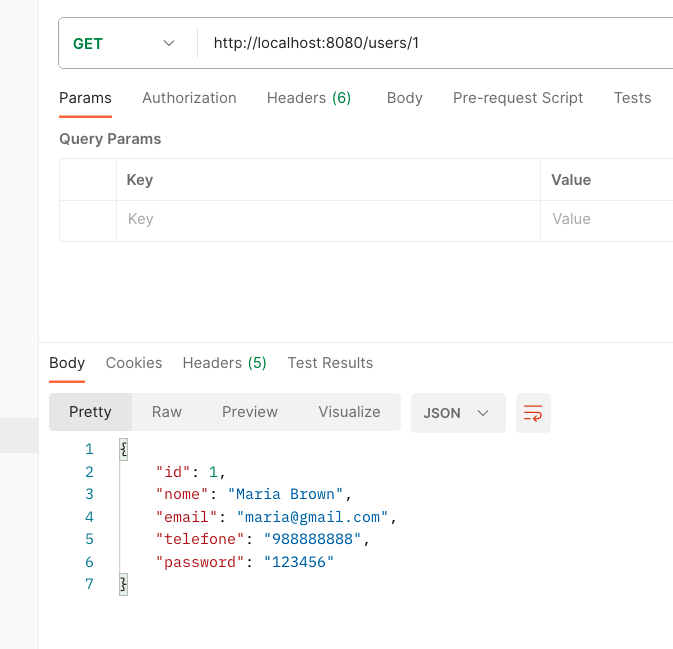 GET http://localhost:8080/users/1
Params Authorization Headers (6) Body Pre-request Script Tests
Query Params
Key Value
Key Value
Body Cookies Headers (5) Test Results
Pretty Raw Preview Visualize JSON
1 {
2 "id": 1,
3 "nome": "Maria Brown",
4 "email": "maria@gmail.com",
5 "telefone": "988888888",
6 "password": "123456"
7 }